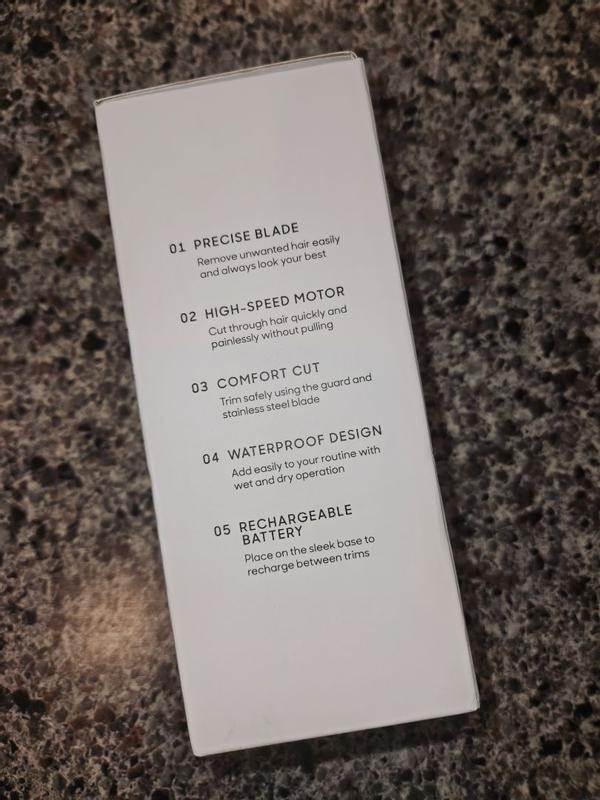 01 PRECISE BLADE
Remove unwanted hair easily
and always look your best
02 HIGH-SPEED MOTOR
Cut through hair quickly and
painlessly without pulling
03 COMFORT CUT
Trim safely using the guard and
stainless steel blade
04 WATERPROOF DESIGN
Add easily to your routine with
wet and dry operation
05 RECHARGEABLE
BATTERY
Place on the sleek base to
recharge between trims